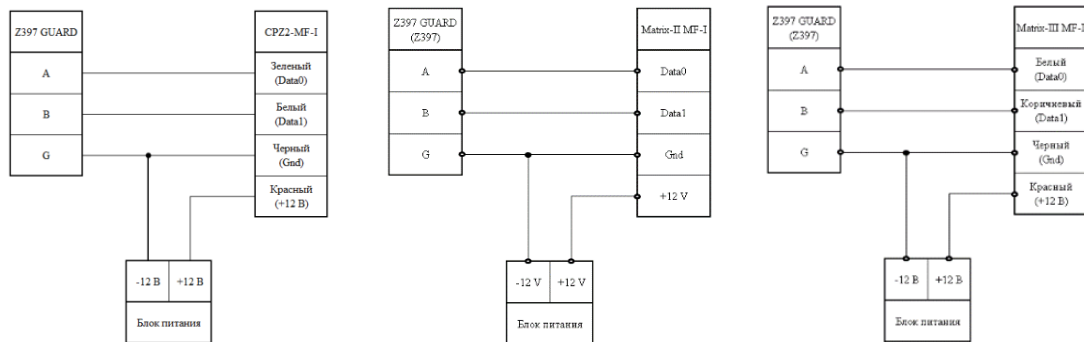 Z397 GUARD
CPZ2-MF-I
A
Зеленый
(Data0)
B
Белый
(Data1)
G
Черный
(Gnd)
Красный
(+12 В)
-12 В
+12 В
Блок питания
Z397 GUARD
(Z397)
Matrix-II MF-I
A
Data0
B
Data1
G
Gnd
+12 V
-12 V
+12 V
Блок питания
Z397 GUARD
(Z397)
Matrix-III MF-I
A
Белый
(Data0)
B
Коричневый
(Data1)
G
Черный
(Gnd)
Красный
(+12 В)
-12 В
+12 В
Блок питания